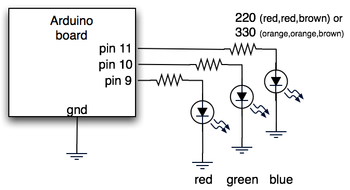 Arduino
board
220 (red,red,brown) or
330 (orange,orange,brown)
pin 11
pin 10
pin 9
gnd
red green blue